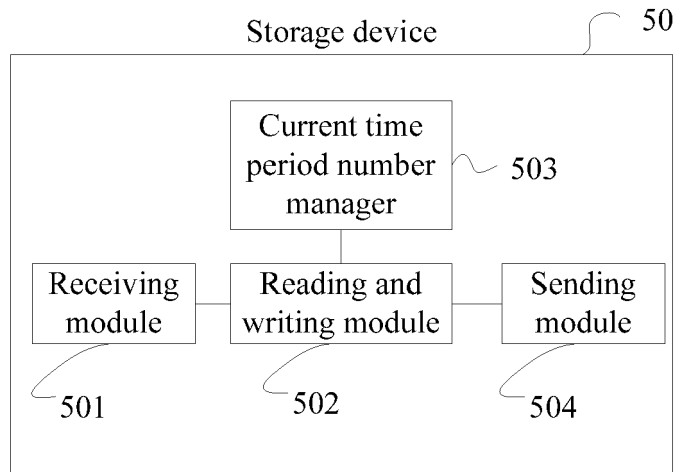 Storage device
50
Current time
period number
manager
503
Receiving
module
Reading and
writing module
Sending
module
501
502
504